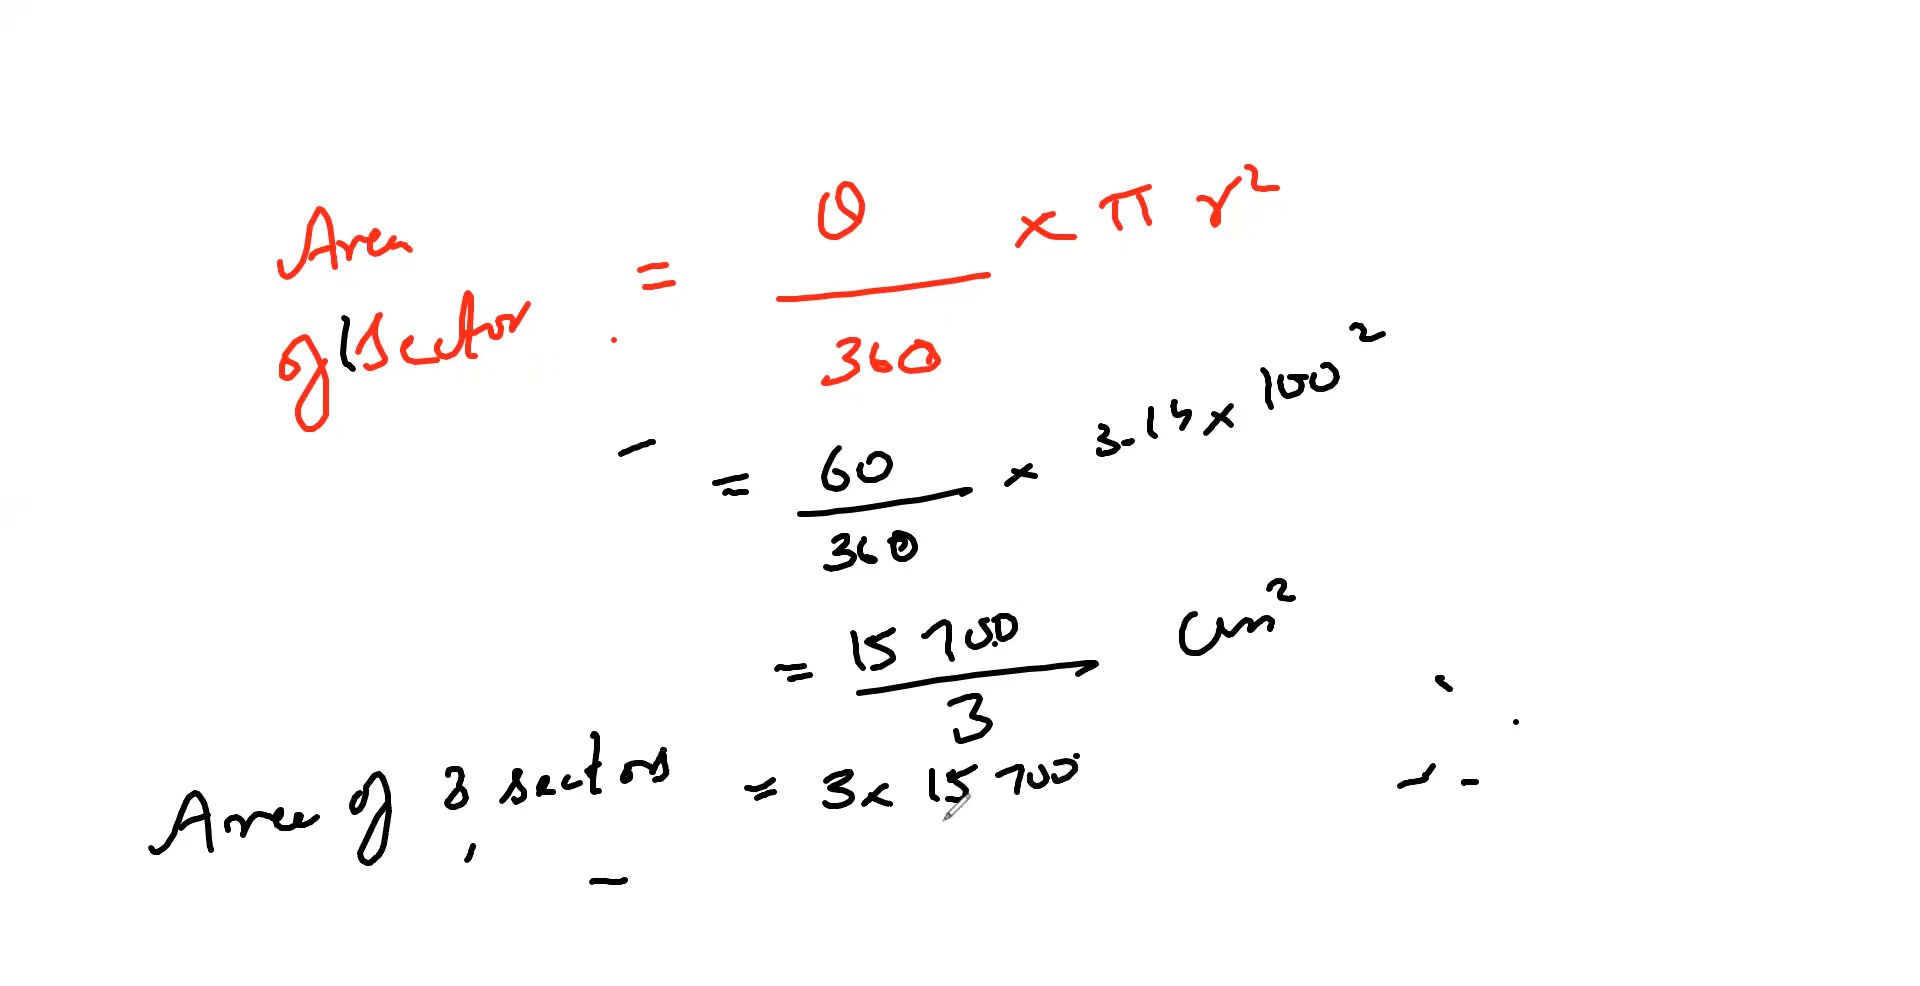 Area of 1 sector = θ/360 × π r²
= 60/360 × 3.14 × 100²
= 15700/3 cm²
Area of 3 sectors = 3 × 15700